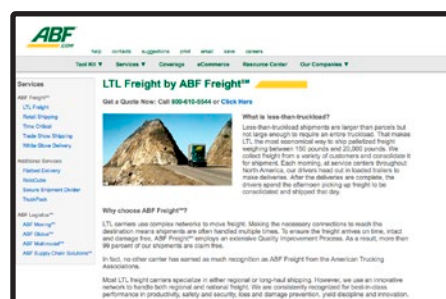 ABF
.COM
help contacts suggestions print email save careers
Tool Kit ▼ Services ▼ Coverage eCommerce Resource Center Our Companies ▼
Services
ABF Freight℠
LTL Freight
Retail Shipping
Time Critical
Trade Show Shipping
White Glove Delivery
Additional Services
Flatbed Delivery
Secure Shipment Divider
ABF Logistics℠
ABF Moving℠
ABF Global℠
ABF Multimodal℠
ABF Supply Chain Solutions℠
LTL Freight by ABF Freight℠
Get a Quote Now: Call 800-610-5544 or Click Here
What is less-than-truckload?
Less-than-truckload shipments are larger than parcels but
not large enough to require an entire truckload. That makes
LTL the most economical way to ship palletized freight
weighing between 150 pounds and 20,000 pounds. We
collect freight from a variety of customers and consolidate it
for shipment. Each morning, at service centers throughout
North America, our drivers head out in loaded trailers to
make deliveries. After the deliveries are complete, the
drivers spend the afternoon picking up freight to be
consolidated and shipped that day.
Why choose ABF Freight℠?
LTL carriers use complex networks to move freight. Making the necessary connections to reach the
destination means shipments are often handled multiple times. To ensure the freight arrives on time, intact
and damage free, ABF Freight℠ employs an extensive Quality Improvement Process. As a result, more than
99 percent of our shipments are claim free.
In fact, no other carrier has earned as much recognition as ABF Freight from the American Trucking
Associations.
Most LTL freight carriers specialize in either regional or long-haul shipping. However, we use an innovative
network to handle both regional and national freight. We are consistently recognized for best-in-class
performance in productivity, safety and security, loss and damage prevention, yield discipline and innovation.